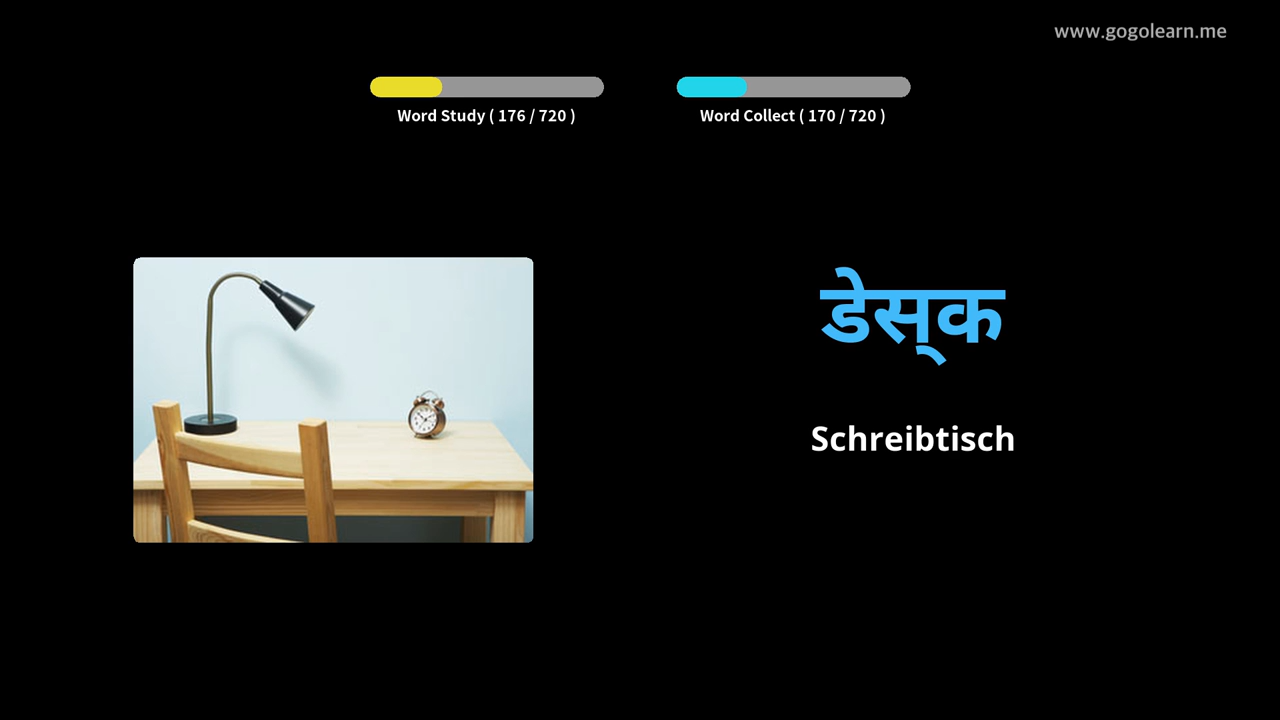 www.gogolearn.me
Word Study ( 176 / 720 )
Word Collect ( 170 / 720 )
डेस्‌क
Schreibtisch